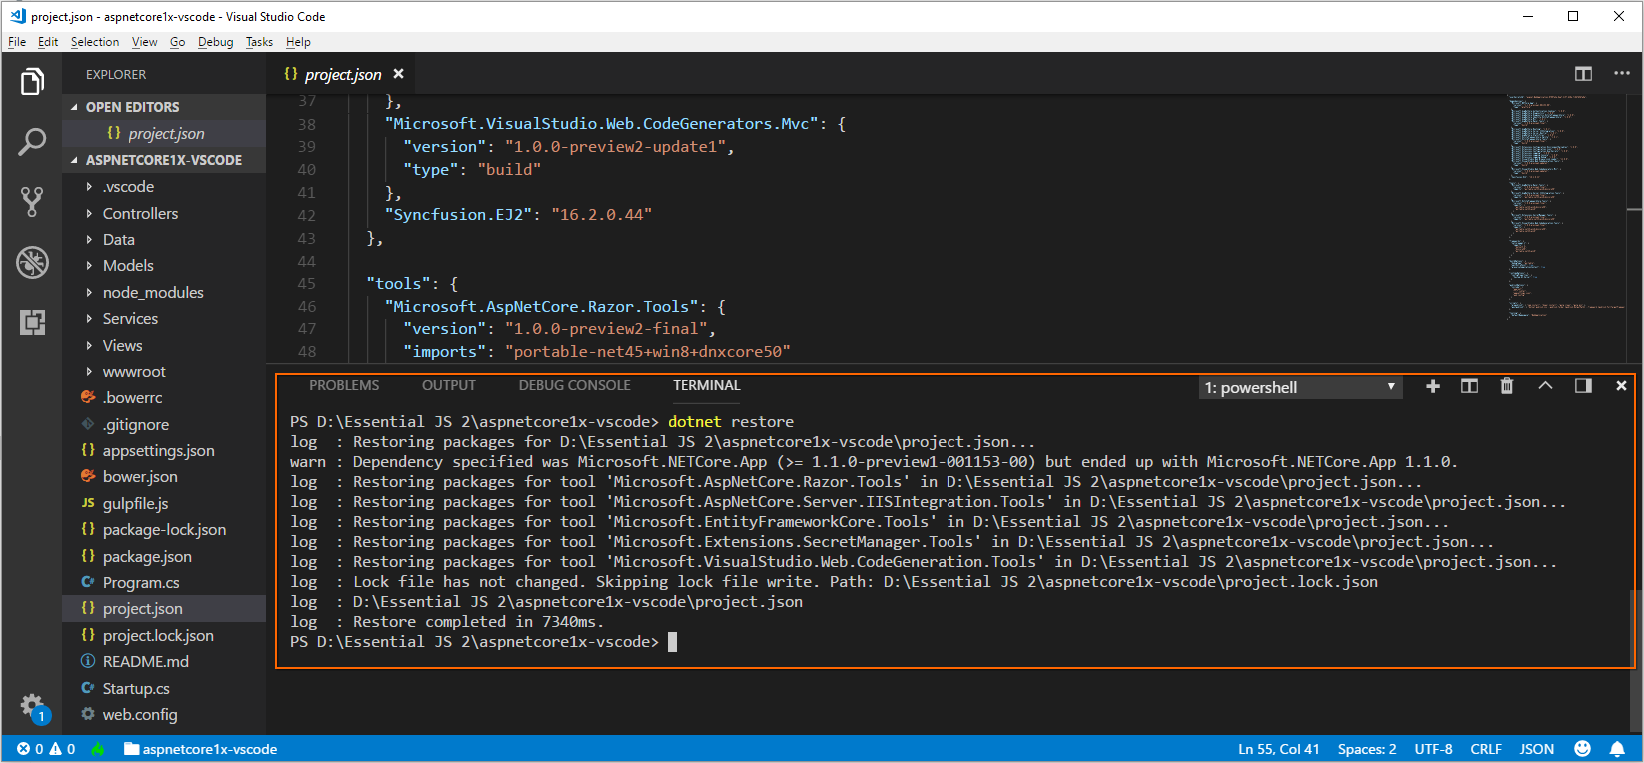 project.json - aspnetcore1x-vscode - Visual Studio Code
File Edit Selection View Go Debug Tasks Help
EXPLORER
OPEN EDITORS
{} project.json
ASPNETCORE1X-VSCODE
.vscode
Controllers
Data
Models
node_modules
Services
Views
wwwroot
.bowerrc
.gitignore
{} appsettings.json
bower.json
JS gulpfile.js
{} package-lock.json
{} package.json
C# Program.cs
{} project.json
{} project.lock.json
README.md
C# Startup.cs
web.config
1
{} project.json
37 },
38 "Microsoft.VisualStudio.Web.CodeGenerators.Mvc": {
39 "version": "1.0.0-preview2-update1",
40 "type": "build"
41 },
42 "Syncfusion.EJ2": "16.2.0.44"
43 },
44
45 "tools": {
46 "Microsoft.AspNetCore.Razor.Tools": {
47 "version": "1.0.0-preview2-final",
48 "imports": "portable-net45+win8+dnxcore50"
PROBLEMS OUTPUT DEBUG CONSOLE TERMINAL 1: powershell
PS D:\Essential JS 2\aspnetcore1x-vscode> dotnet restore
log  : Restoring packages for D:\Essential JS 2\aspnetcore1x-vscode\project.json...
warn : Dependency specified was Microsoft.NETCore.App (>= 1.1.0-preview1-001153-00) but ended up with Microsoft.NETCore.App 1.1.0.
log  : Restoring packages for tool 'Microsoft.AspNetCore.Razor.Tools' in D:\Essential JS 2\aspnetcore1x-vscode\project.json...
log  : Restoring packages for tool 'Microsoft.AspNetCore.Server.IISIntegration.Tools' in D:\Essential JS 2\aspnetcore1x-vscode\project.json...
log  : Restoring packages for tool 'Microsoft.EntityFrameworkCore.Tools' in D:\Essential JS 2\aspnetcore1x-vscode\project.json...
log  : Restoring packages for tool 'Microsoft.Extensions.SecretManager.Tools' in D:\Essential JS 2\aspnetcore1x-vscode\project.json...
log  : Restoring packages for tool 'Microsoft.VisualStudio.Web.CodeGeneration.Tools' in D:\Essential JS 2\aspnetcore1x-vscode\project.json...
log  : Lock file has not changed. Skipping lock file write. Path: D:\Essential JS 2\aspnetcore1x-vscode\project.lock.json
log  : D:\Essential JS 2\aspnetcore1x-vscode\project.json
log  : Restore completed in 7340ms.
PS D:\Essential JS 2\aspnetcore1x-vscode>
0 0 aspnetcore1x-vscode Ln 55, Col 41 Spaces: 2 UTF-8 CRLF JSON